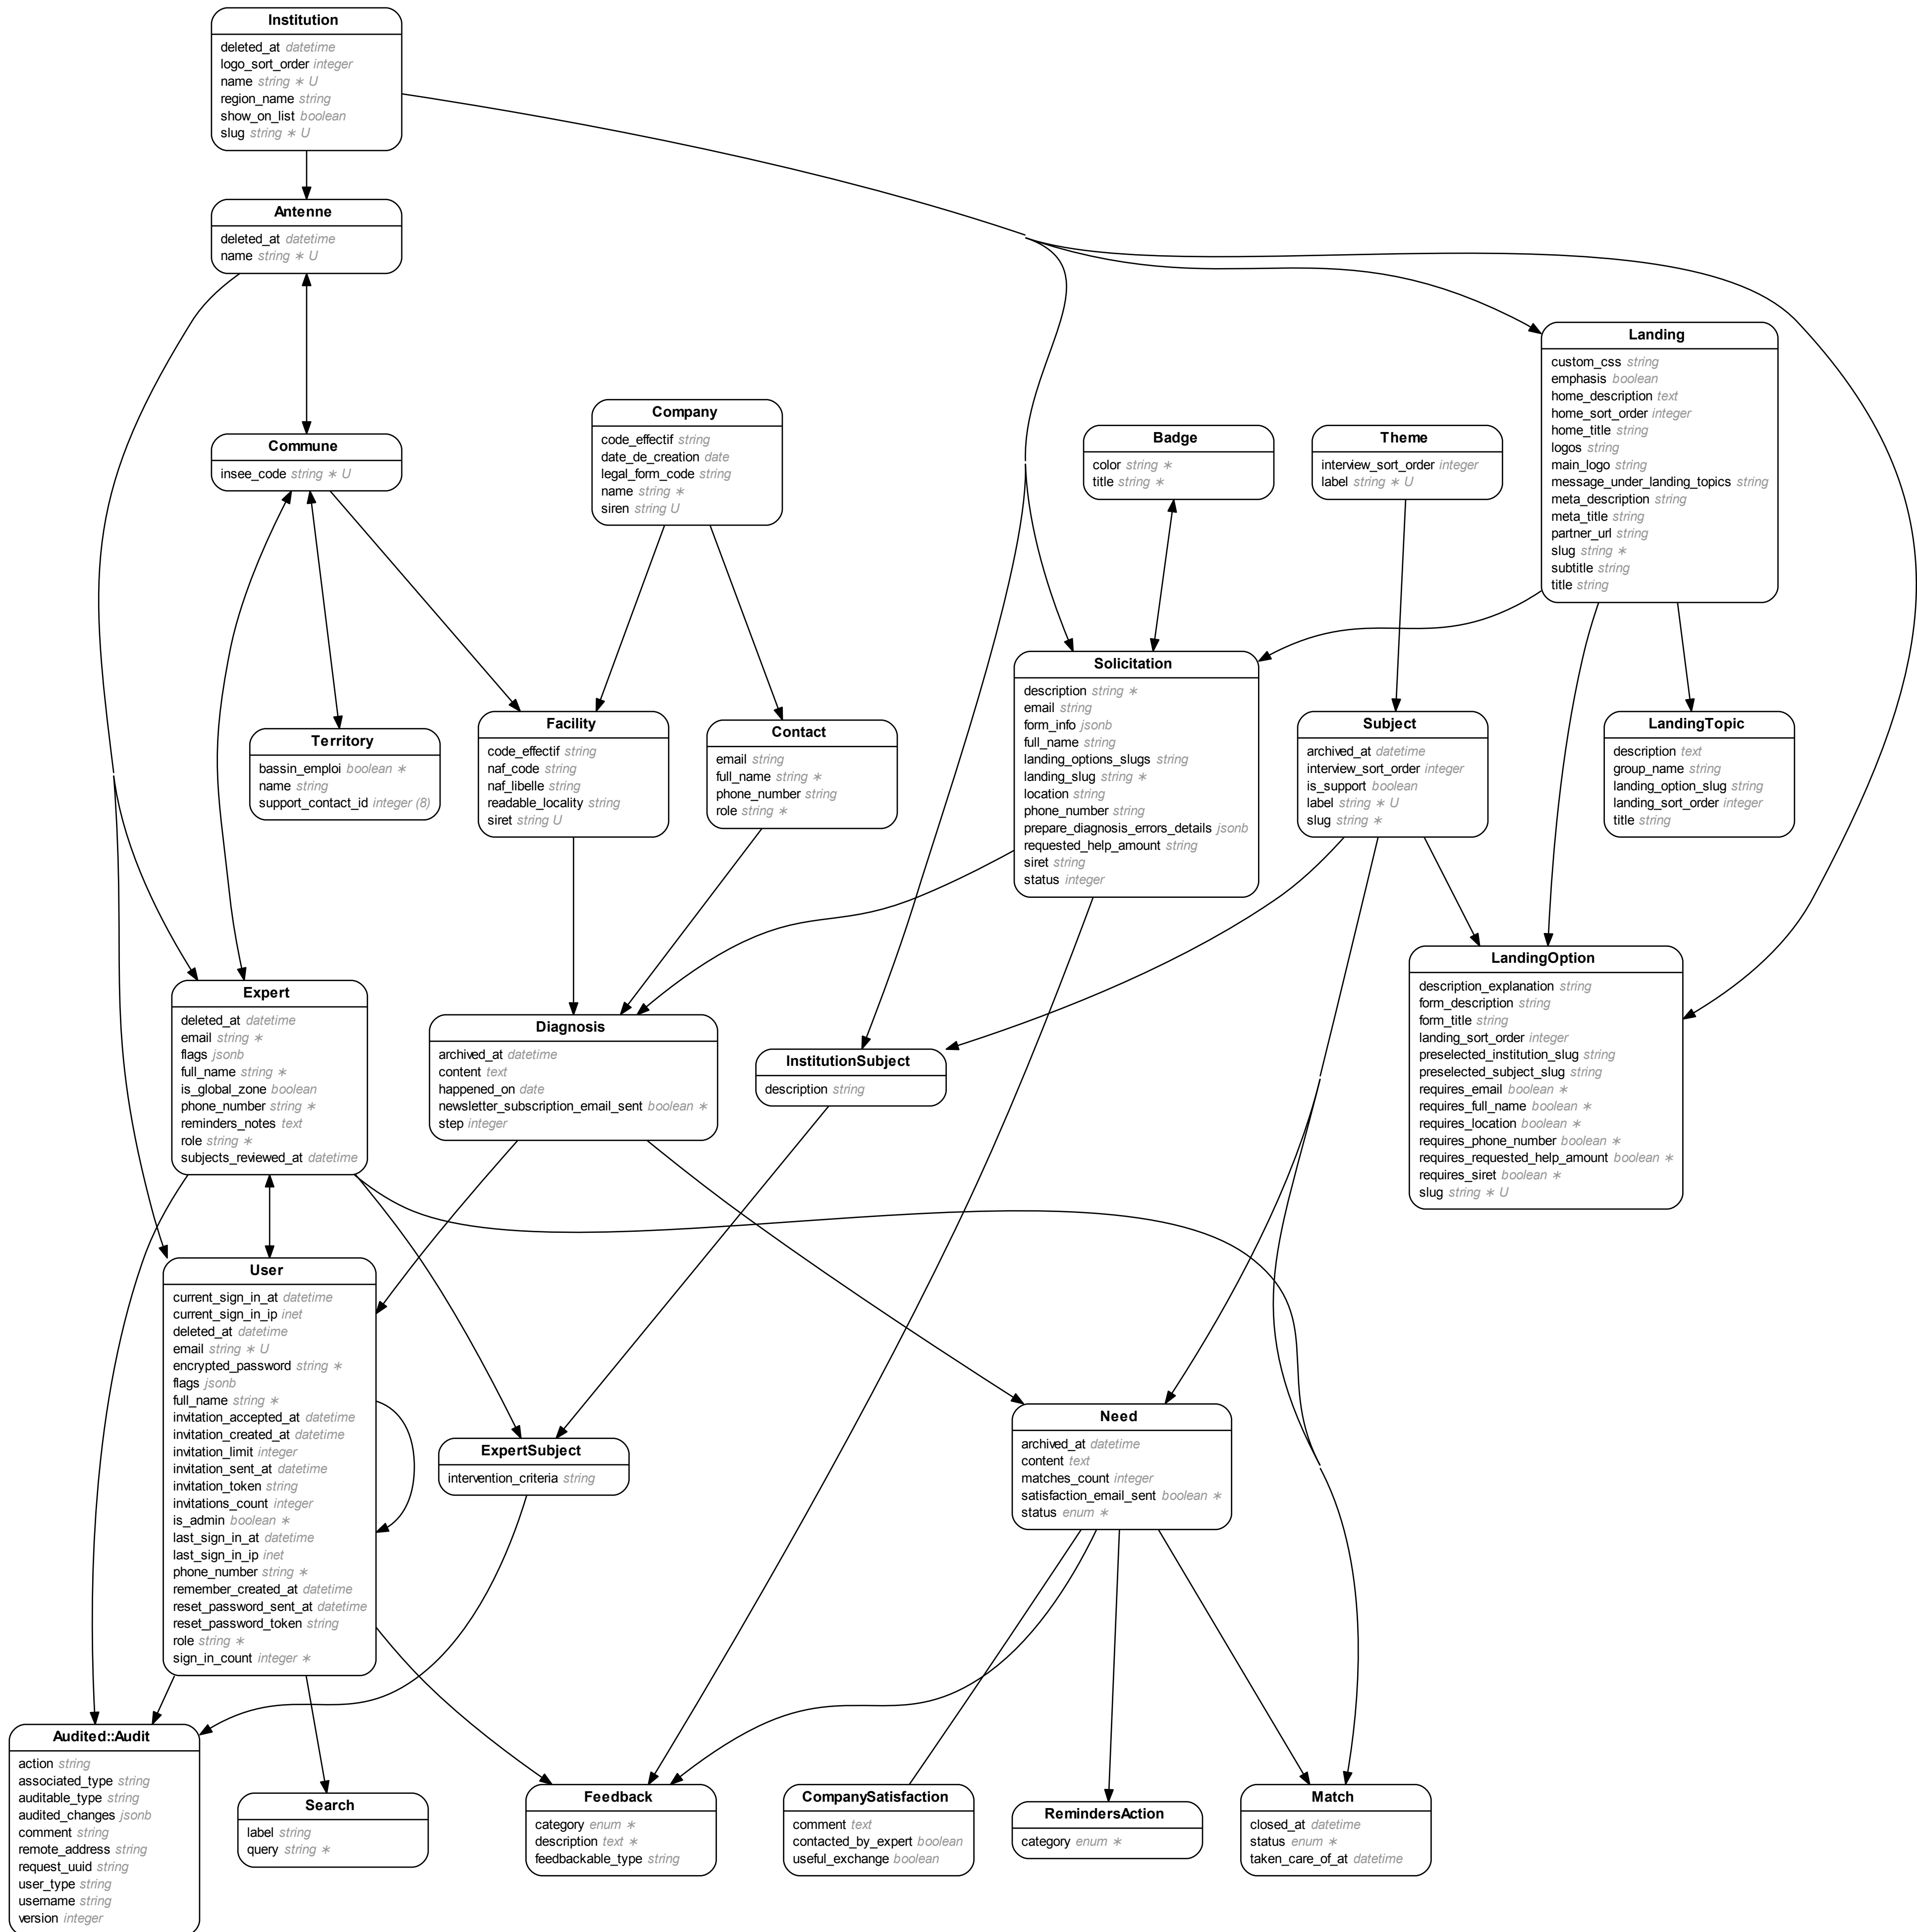 Institution
deleted_at datetime
logo_sort_order integer
name string ∗ U
region_name string
show_on_list boolean
slug string ∗ U
Antenne
deleted_at datetime
name string ∗ U
Landing
custom_css string
emphasis boolean
home_description text
home_sort_order integer
home_title string
logos string
main_logo string
message_under_landing_topics string
meta_description string
meta_title string
partner_url string
slug string ∗
subtitle string
title string
Company
code_effectif string
date_de_creation date
legal_form_code string
name string ∗
siren string U
Badge
color string ∗
title string ∗
Theme
interview_sort_order integer
label string ∗ U
Commune
insee_code string ∗ U
Solicitation
description string ∗
email string
form_info jsonb
full_name string
landing_options_slugs string
landing_slug string ∗
location string
phone_number string
prepare_diagnosis_errors_details jsonb
requested_help_amount string
siret string
status integer
Territory
bassin_emploi boolean ∗
name string
support_contact_id integer (8)
Facility
code_effectif string
naf_code string
naf_libelle string
readable_locality string
siret string U
Contact
email string
full_name string ∗
phone_number string
role string ∗
Subject
archived_at datetime
interview_sort_order integer
is_support boolean
label string ∗ U
slug string ∗
LandingTopic
description text
group_name string
landing_option_slug string
landing_sort_order integer
title string
LandingOption
description_explanation string
form_description string
form_title string
landing_sort_order integer
preselected_institution_slug string
preselected_subject_slug string
requires_email boolean ∗
requires_full_name boolean ∗
requires_location boolean ∗
requires_phone_number boolean ∗
requires_requested_help_amount boolean ∗
requires_siret boolean ∗
slug string ∗ U
Expert
deleted_at datetime
email string ∗
flags jsonb
full_name string ∗
is_global_zone boolean
phone_number string ∗
reminders_notes text
role string ∗
subjects_reviewed_at datetime
Diagnosis
archived_at datetime
content text
happened_on date
newsletter_subscription_email_sent boolean ∗
step integer
InstitutionSubject
description string
User
current_sign_in_at datetime
current_sign_in_ip inet
deleted_at datetime
email string ∗ U
encrypted_password string ∗
flags jsonb
full_name string ∗
invitation_accepted_at datetime
invitation_created_at datetime
invitation_limit integer
invitation_sent_at datetime
invitation_token string
invitations_count integer
is_admin boolean ∗
last_sign_in_at datetime
last_sign_in_ip inet
phone_number string ∗
remember_created_at datetime
reset_password_sent_at datetime
reset_password_token string
role string ∗
sign_in_count integer ∗
ExpertSubject
intervention_criteria string
Need
archived_at datetime
content text
matches_count integer
satisfaction_email_sent boolean ∗
status enum ∗
Audited::Audit
action string
associated_type string
auditable_type string
audited_changes jsonb
comment string
remote_address string
request_uuid string
user_type string
username string
version integer
Search
label string
query string ∗
Feedback
category enum ∗
description text ∗
feedbackable_type string
CompanySatisfaction
comment text
contacted_by_expert boolean
useful_exchange boolean
RemindersAction
category enum ∗
Match
closed_at datetime
status enum ∗
taken_care_of_at datetime